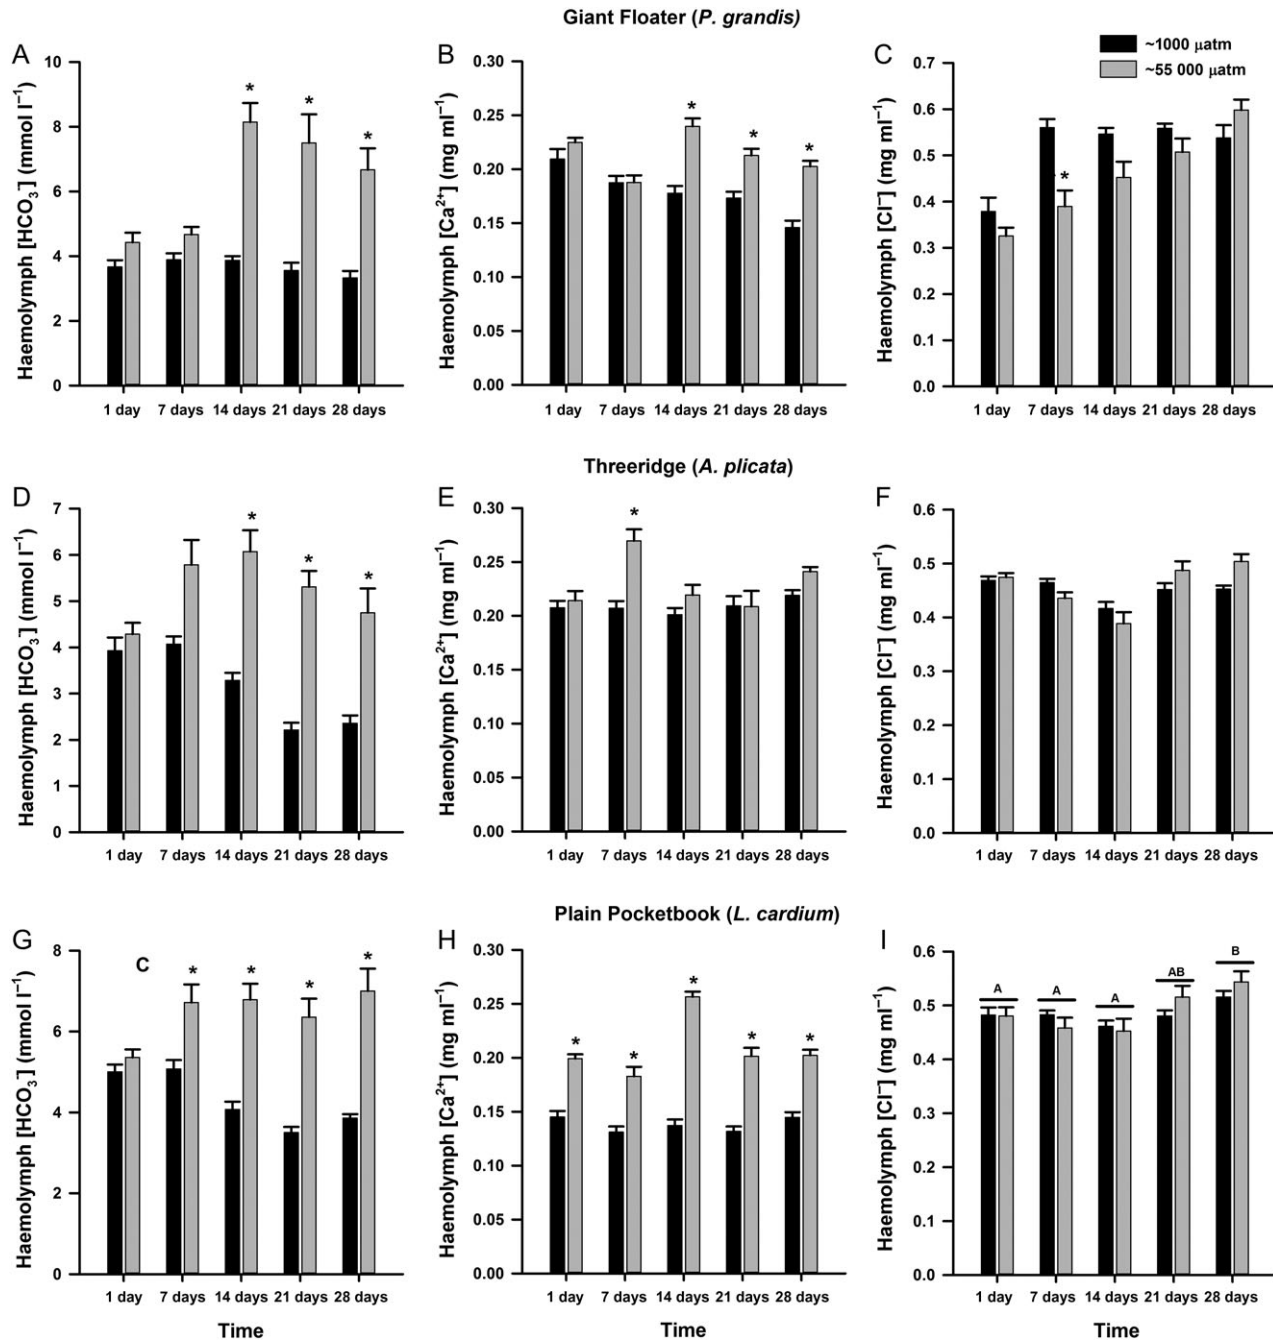 Giant Floater (P. grandis)
A
Haemolymph [HCO3] (mmol l−1)
10
8
6
4
2
0
* * *
1 day 7 days 14 days 21 days 28 days
B
Haemolymph [Ca2+] (mg ml−1)
0.30
0.25
0.20
0.15
0.10
0.05
0.00
* * *
1 day 7 days 14 days 21 days 28 days
C
~1000 μatm
~55 000 μatm
Haemolymph [Cl−] (mg ml−1)
0.7
0.6
0.5
0.4
0.3
0.2
0.1
0.0
*
1 day 7 days 14 days 21 days 28 days
Threeridge (A. plicata)
D
Haemolymph [HCO3] (mmol l−1)
7
6
5
4
3
2
1
0
* * *
1 day 7 days 14 days 21 days 28 days
E
Haemolymph [Ca2+] (mg ml−1)
0.30
0.25
0.20
0.15
0.10
0.05
0.00
*
1 day 7 days 14 days 21 days 28 days
F
Haemolymph [Cl−] (mg ml−1)
0.6
0.5
0.4
0.3
0.2
0.1
0.0
1 day 7 days 14 days 21 days 28 days
Plain Pocketbook (L. cardium)
G
Haemolymph [HCO3] (mmol l−1)
8
6
4
2
0
C * * * *
1 day 7 days 14 days 21 days 28 days
Time
H
Haemolymph [Ca2+] (mg ml−1)
0.30
0.25
0.20
0.15
0.10
0.05
0.00
* * * * *
1 day 7 days 14 days 21 days 28 days
Time
I
Haemolymph [Cl−] (mg ml−1)
0.6
0.5
0.4
0.3
0.2
0.1
0.0
A A A AB B
1 day 7 days 14 days 21 days 28 days
Time